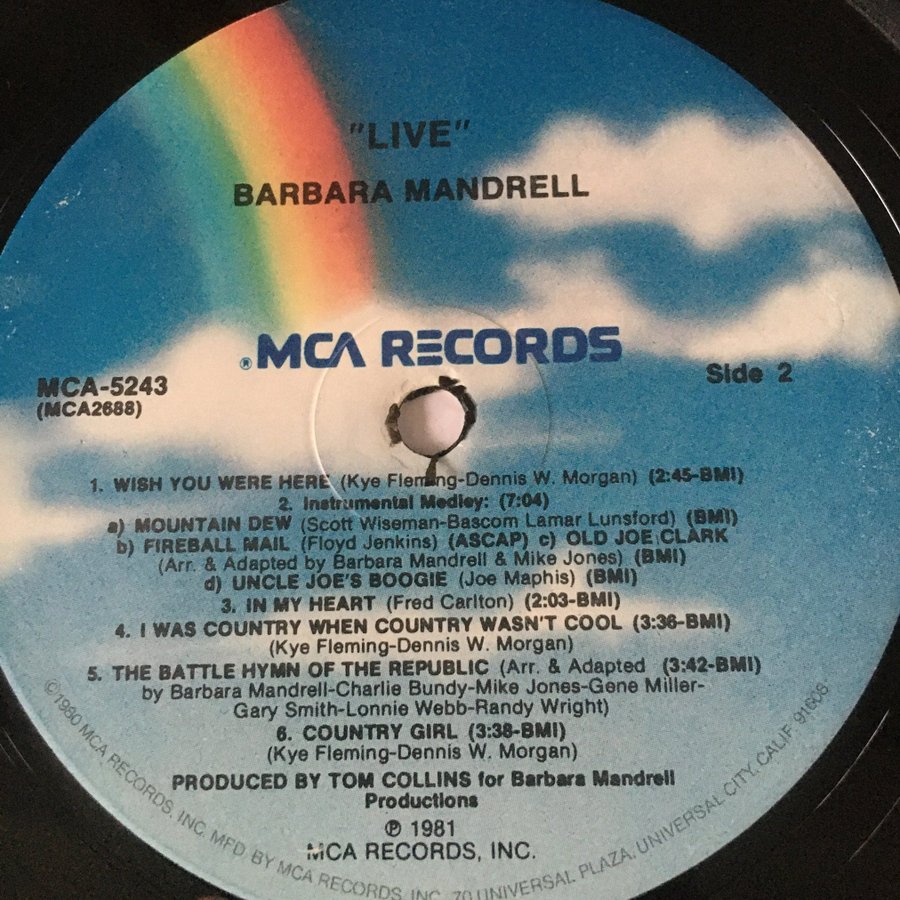 "LIVE"
BARBARA MANDRELL
®MCA RECORDS
MCA-5243
(MCA2688)
Side 2
1. WISH YOU WERE HERE (Kye Fleming-Dennis W. Morgan) (2:45-BMI)
2. Instrumental Medley: (7:04)
a) MOUNTAIN DEW (Scott Wiseman-Bascom Lamar Lunsford) (BMI)
b) FIREBALL MAIL (Floyd Jenkins) (ASCAP) c) OLD JOE CLARK
(Arr. & Adapted by Barbara Mandrell & Mike Jones) (BMI)
d) UNCLE JOE'S BOOGIE (Joe Maphis) (BMI)
3. IN MY HEART (Fred Carlton) (2:03-BMI)
4. I WAS COUNTRY WHEN COUNTRY WASN'T COOL (3:36-BMI)
(Kye Fleming-Dennis W. Morgan)
5. THE BATTLE HYMN OF THE REPUBLIC (Arr. & Adapted (3:42-BMI)
by Barbara Mandrell-Charlie Bundy-Mike Jones-Gene Miller-
Gary Smith-Lonnie Webb-Randy Wright)
6. COUNTRY GIRL (3:38-BMI)
(Kye Fleming-Dennis W. Morgan)
PRODUCED BY TOM COLLINS for Barbara Mandrell
Productions
℗ 1981
MCA RECORDS, INC.
©1980 MCA RECORDS, INC. MFD. BY MCA RECORDS, INC. 70 UNIVERSAL PLAZA, UNIVERSAL CITY, CALIF. 91608